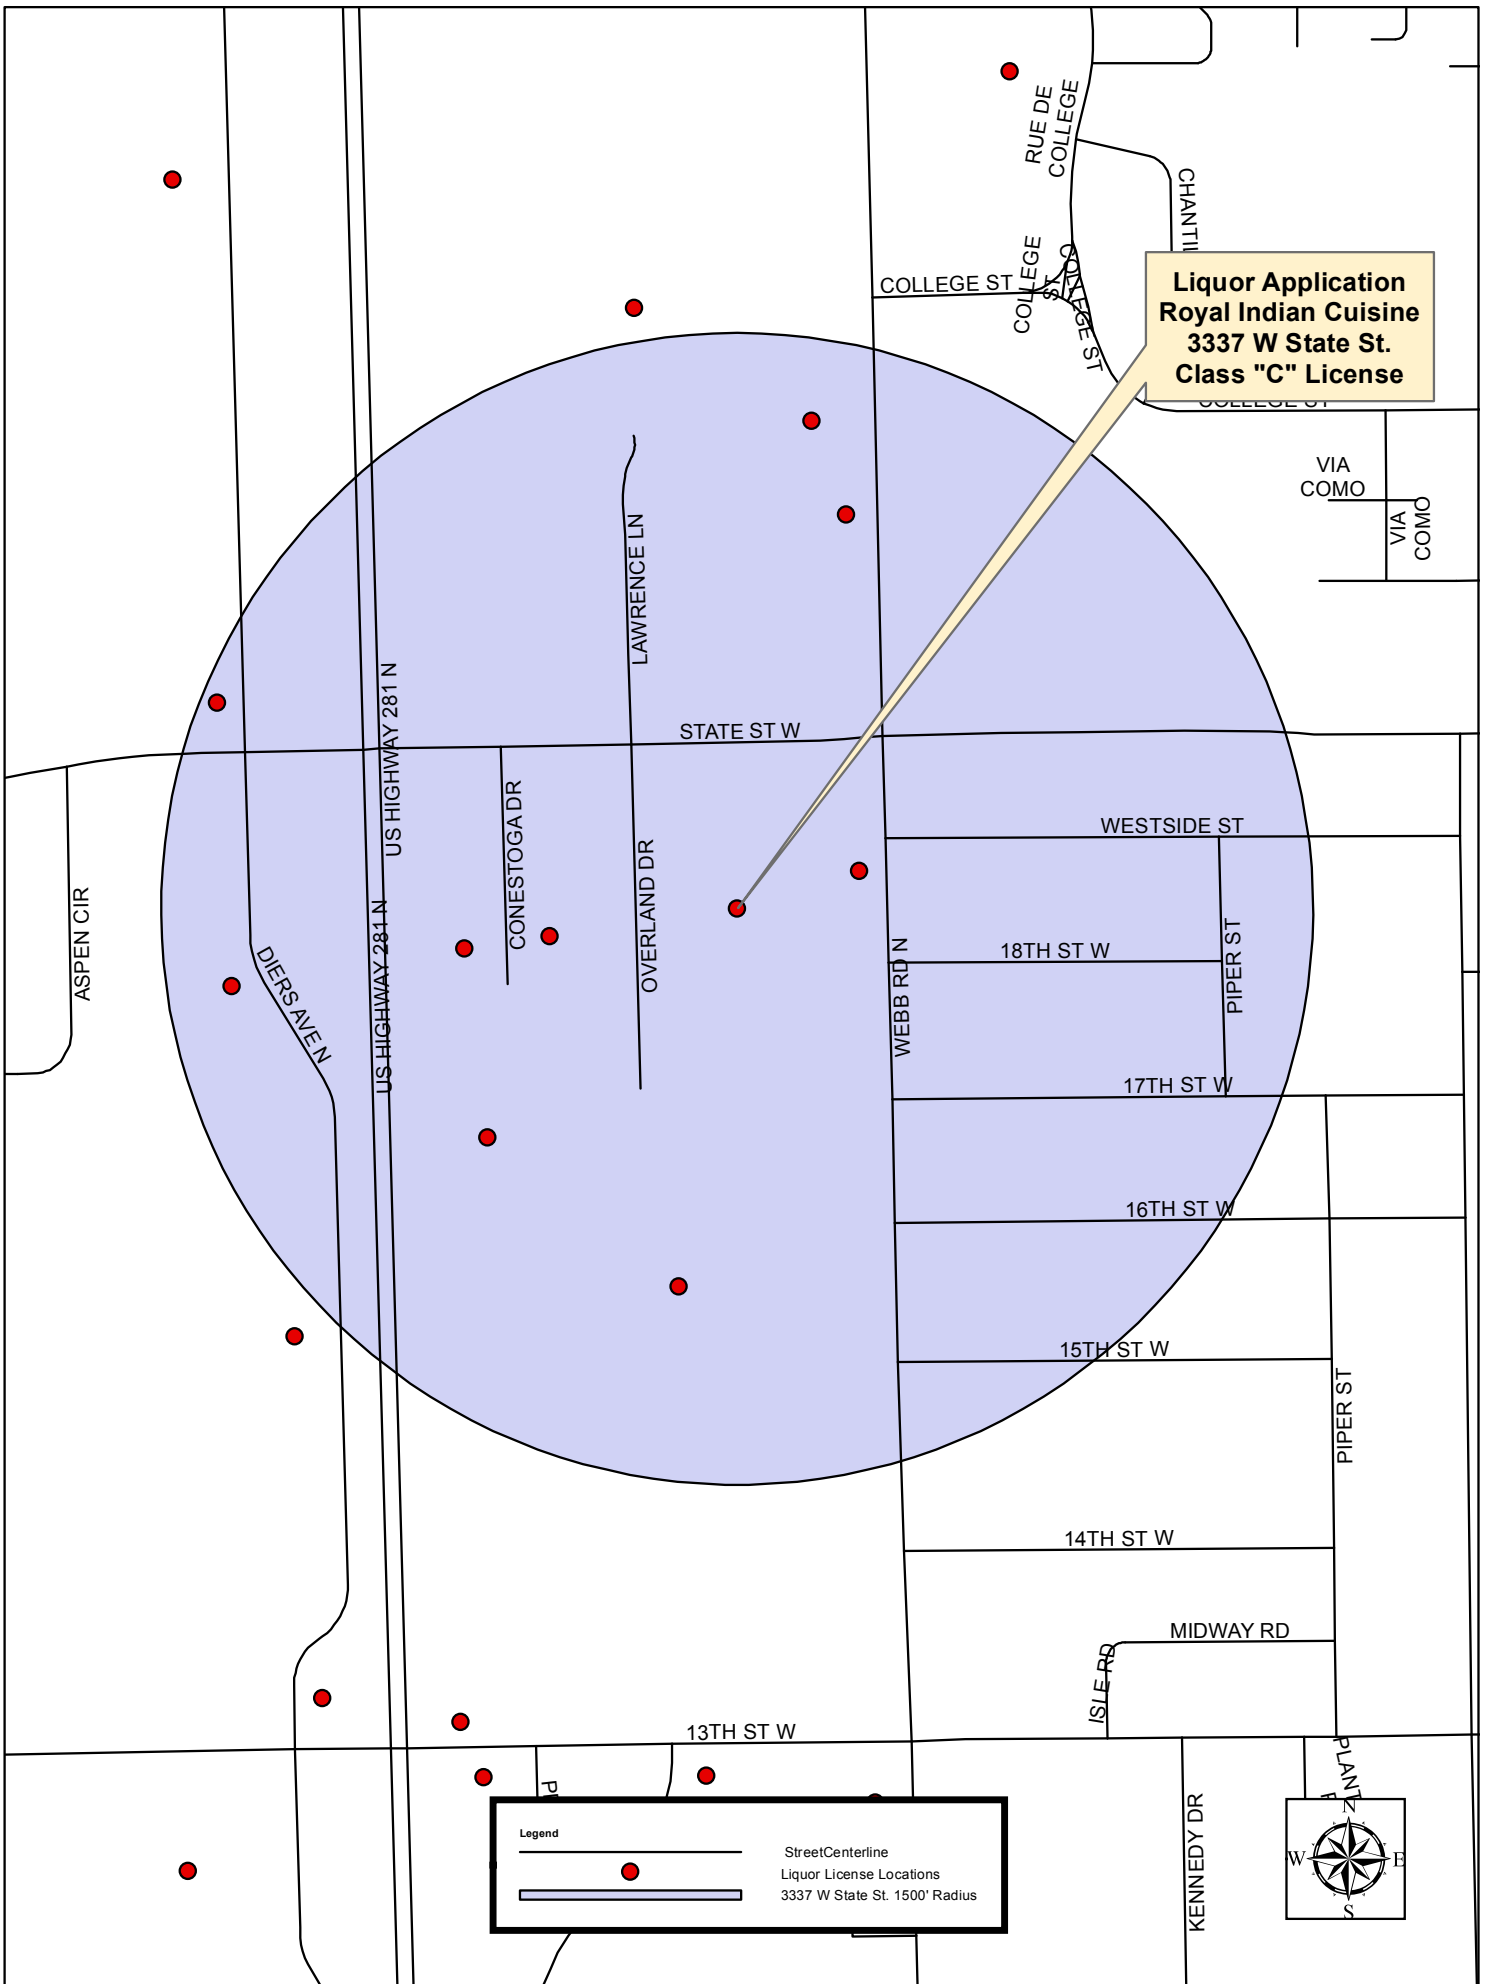 RUE DE
COLLEGE
COLLEGE ST
COLLEGE
ST
COLLEGE ST
Liquor Application
Royal Indian Cuisine
3337 W State St.
Class "C" License
VIA
COMO
VIA
COMO
LAWRENCE LN
US HIGHWAY 281 N
STATE ST W
CONESTOGA DR
OVERLAND DR
WESTSIDE ST
ASPEN CIR
US HIGHWAY 281 N
DIERS AVE N
WEBB RD N
18TH ST W
PIPER ST
17TH ST W
16TH ST W
15TH ST W
PIPER ST
14TH ST W
MIDWAY RD
ISLE RD
13TH ST W
KENNEDY DR
Legend
StreetCenterline
Liquor License Locations
3337 W State St. 1500' Radius
N
W
E
S